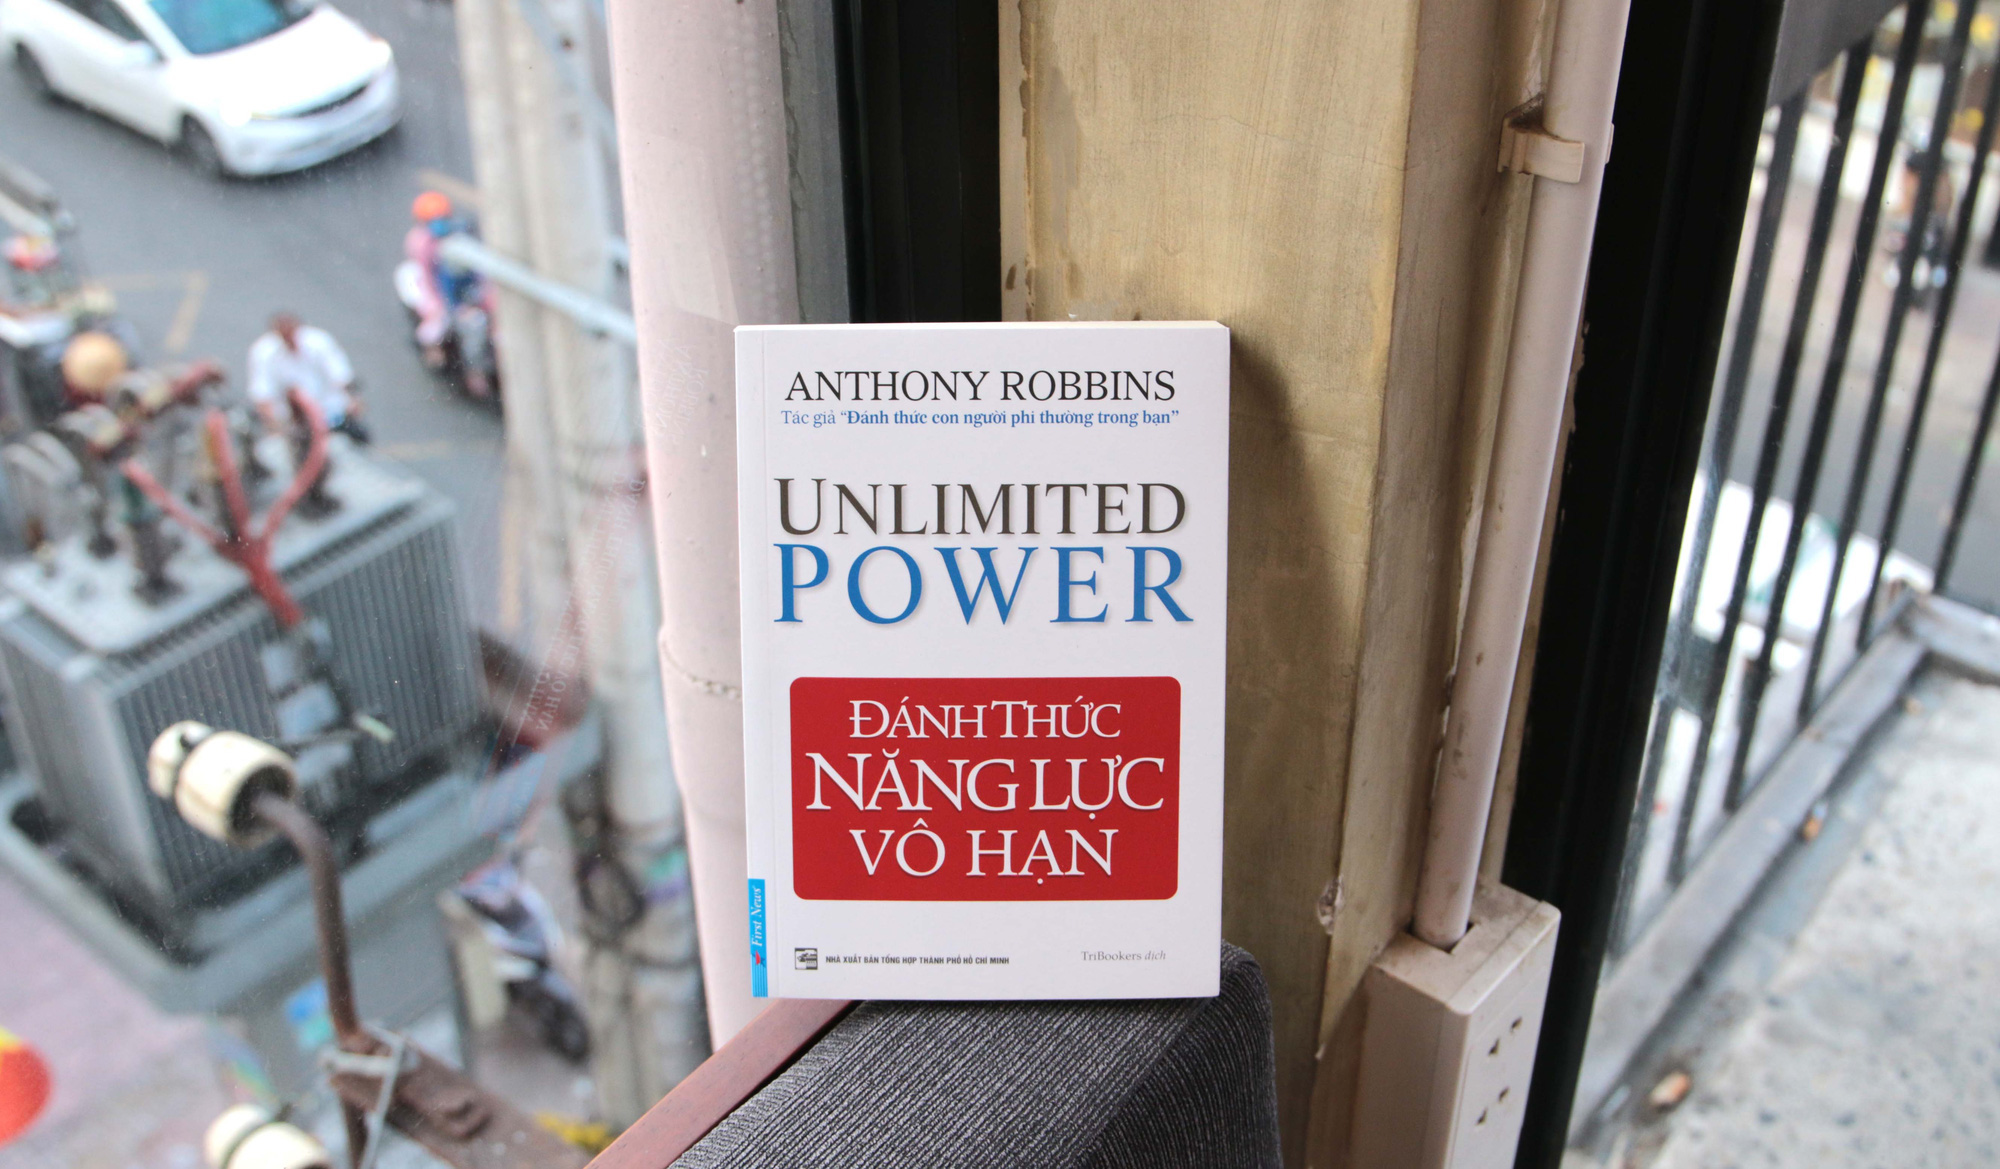 ANTHONY ROBBINS
Tác giả “Đánh thức con người phi thường trong bạn”
UNLIMITED
POWER
ĐÁNH THỨC
NĂNG LỰC
VÔ HẠN
First News
NHÀ XUẤT BẢN TỔNG HỢP THÀNH PHỐ HỒ CHÍ MINH
TriBookers dịch